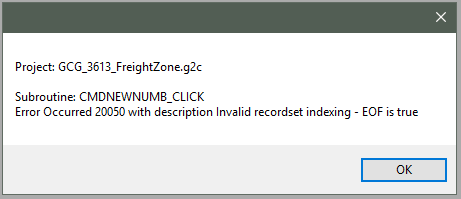 Project: GCG_3613_FreightZone.g2c
Subroutine: CMDNEWNUMB_CLICK
Error Occurred 20050 with description Invalid recordset indexing - EOF is true
OK